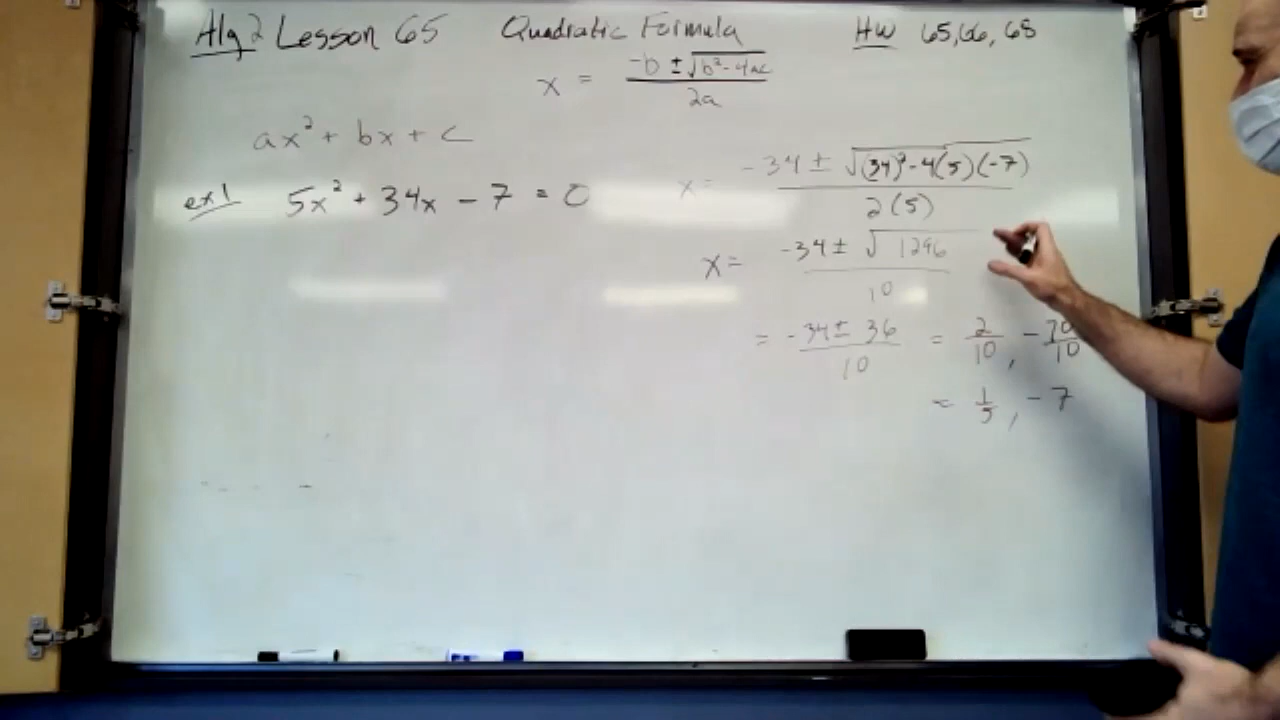 Alg 2 Lesson 65 Quadratic Formula HW 65, 66, 68
x = -b ± √b² - 4ac / 2a
ax² + bx + c
ex 1 5x² + 34x - 7 = 0
x = -34 ± √(34)² - 4(5)(-7) / 2(5)
x = -34 ± √1296 / 10
= -34 ± 36 / 10 = 2/10, -70/10
= 1/5, -7